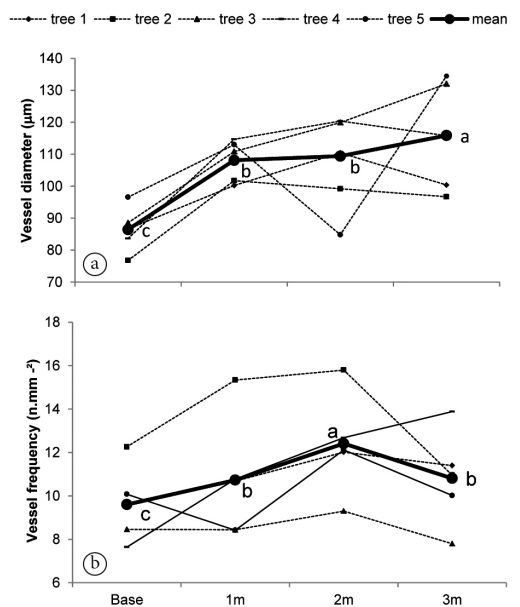 tree 1 tree 2 tree 3 tree 4 tree 5 mean
Vessel diameter (µm)
140
130
120
110
100
90
80
70
c
b
b
a
a
Vessel frequency (n.mm -²)
18
16
14
12
10
8
6
c
b
a
b
b
Base 1m 2m 3m